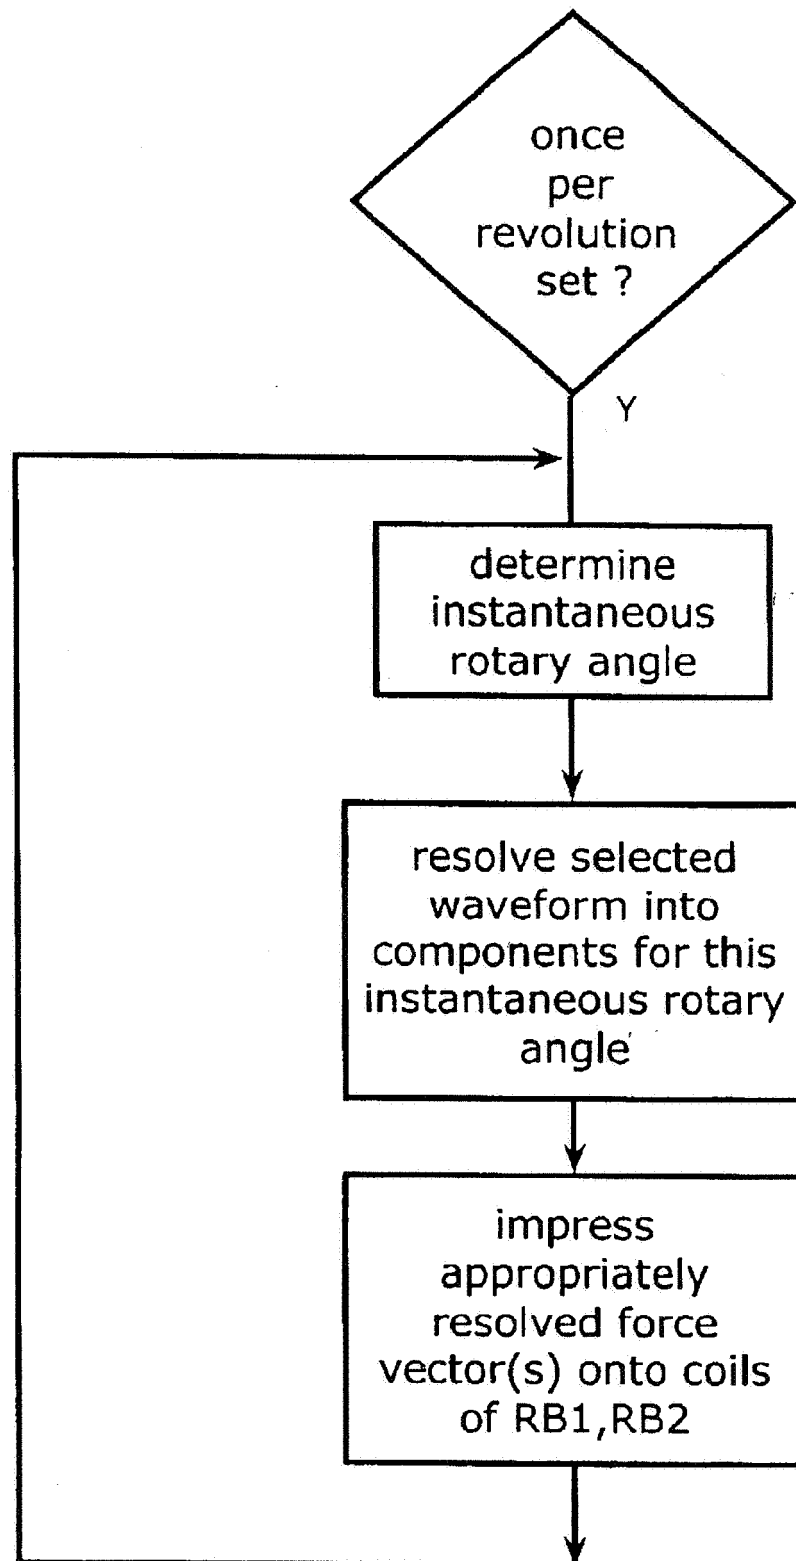 once
per
revolution
set ?
Y
determine
instantaneous
rotary angle
resolve selected
waveform into
components for this
instantaneous rotary
angle
impress
appropriately
resolved force
vector(s) onto coils
of RB1,RB2